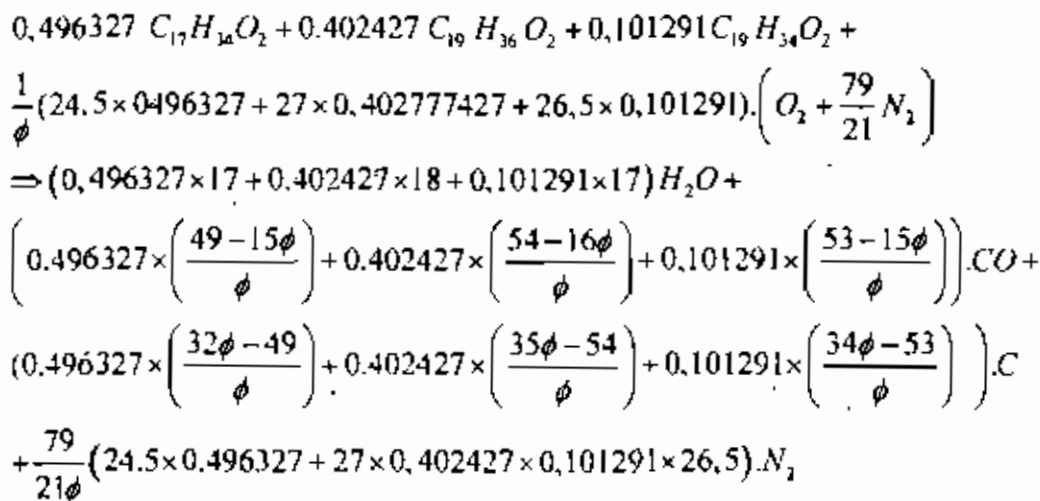 0,496327 C₁₇H₃₄O₂ + 0.402427 C₁₉ H₃₆ O₂ + 0,101291C₁₉ H₃₄O₂ +
1/ϕ (24.5×0496327 + 27×0,402777427 + 26,5×0,101291).(O₂ + 79/21 N₂)
⇒ (0,496327×17 + 0.402427×18 + 0,101291×17)H₂O +
(0.496327×((49−15ϕ)/ϕ) + 0.402427×((54−16ϕ)/ϕ) + 0,101291×((53−15ϕ)/ϕ)).CO +
(0.496327×((32ϕ−49)/ϕ) + 0.402427×((35ϕ−54)/ϕ) + 0,101291×((34ϕ−53)/ϕ) ).C
+ 79/21ϕ (24.5×0.496327 + 27×0,402427×0,101291×26,5).N₂